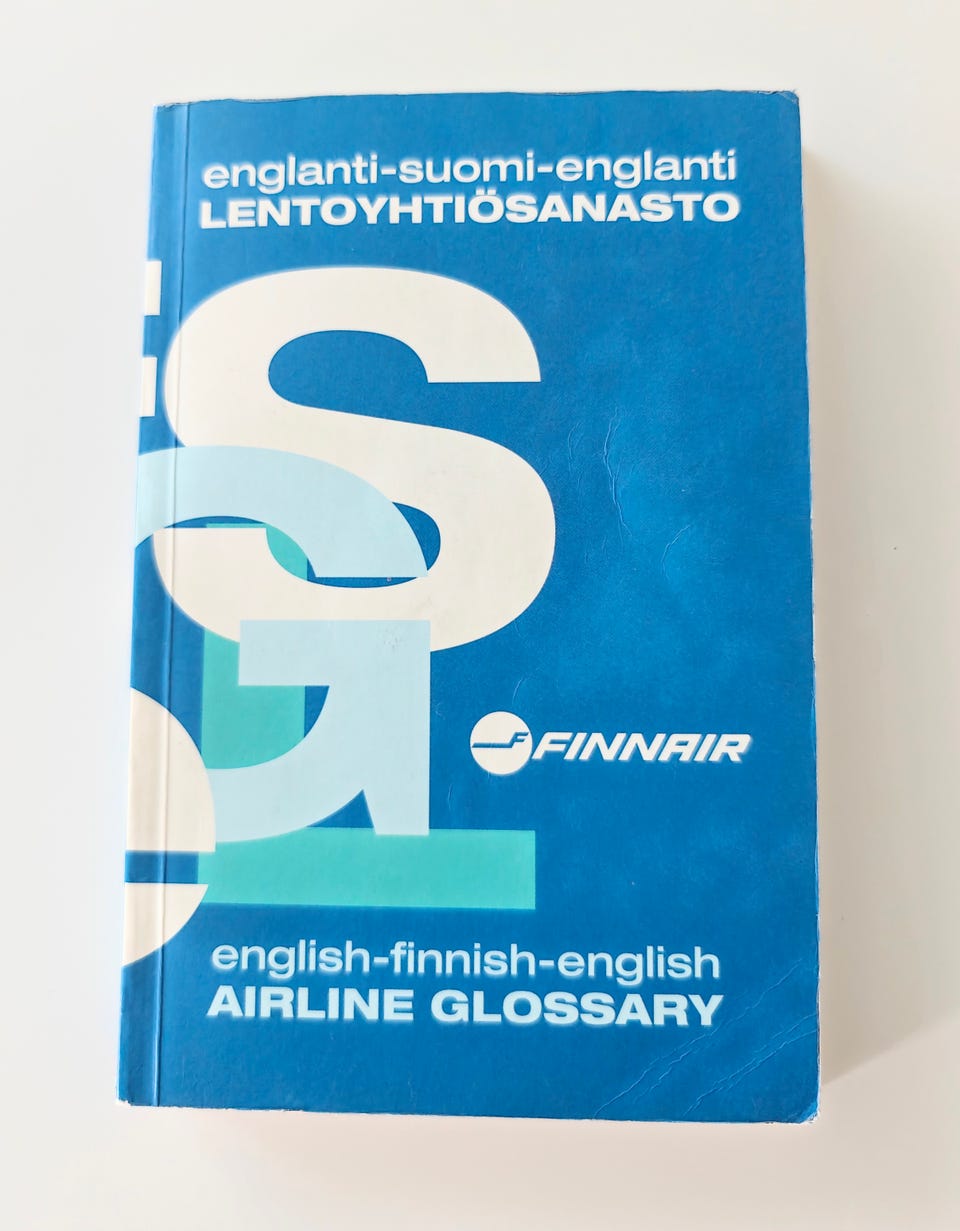 englanti-suomi-englanti
LENTOYHTIÖSANASTO
S
G
L
F FINNAIR
english-finnish-english
AIRLINE GLOSSARY